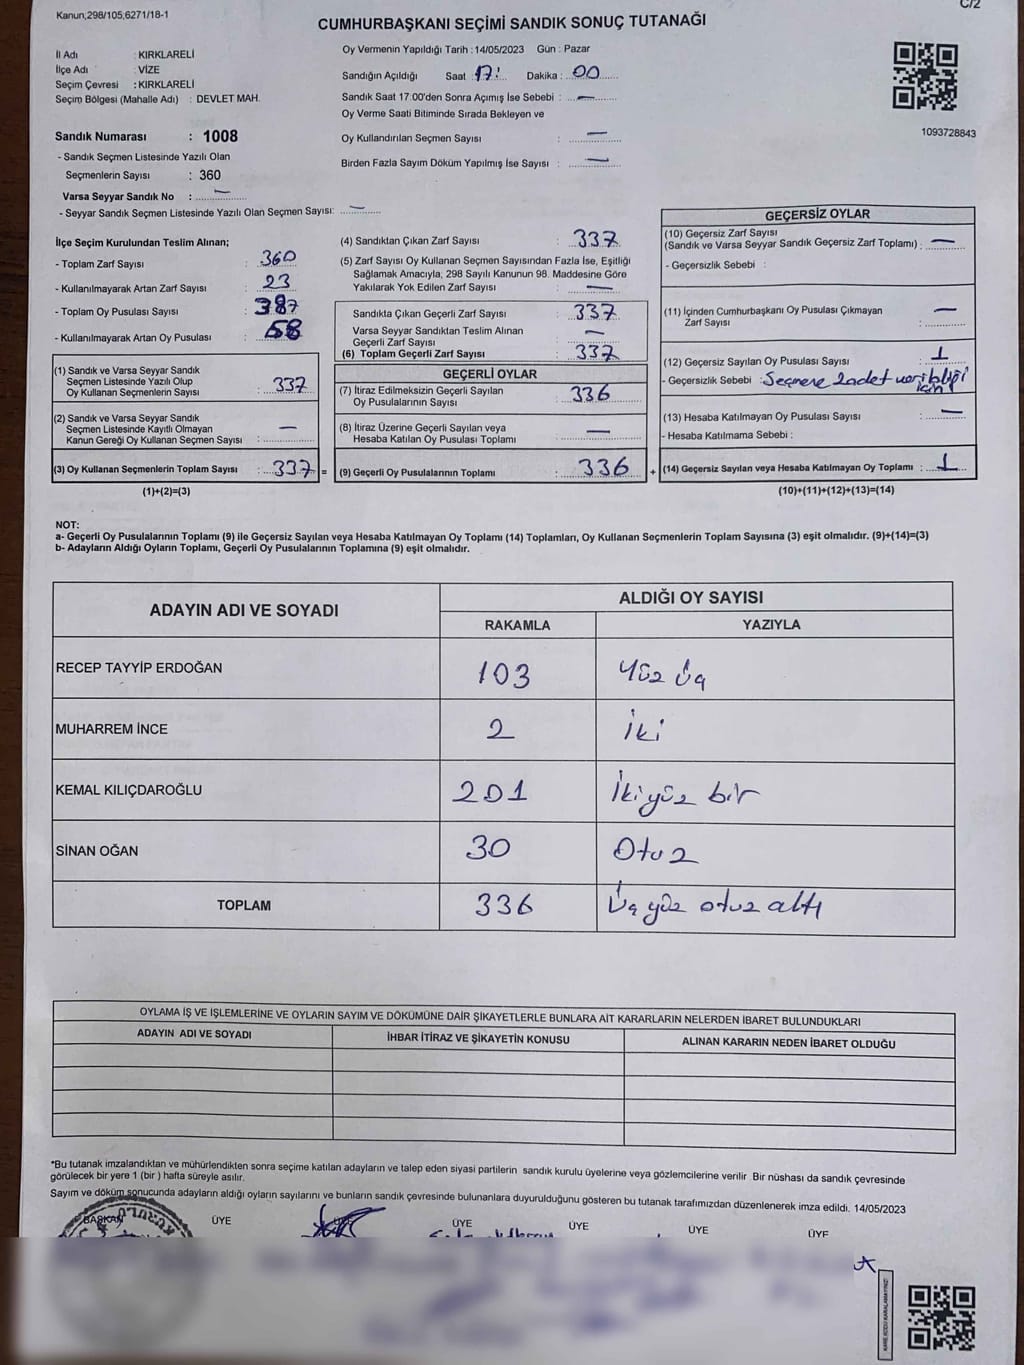 Kanun;298/105;6271/18-1
C/2
CUMHURBAŞKANI SEÇİMİ SANDIK SONUÇ TUTANAĞI
İl Adı : KIRKLARELİ
İlçe Adı : VİZE
Seçim Çevresi : KIRKLARELİ
Seçim Bölgesi (Mahalle Adı) : DEVLET MAH.
Sandık Numarası : 1008
- Sandık Seçmen Listesinde Yazılı Olan
Seçmenlerin Sayısı : 360
Varsa Seyyar Sandık No : —
- Seyyar Sandık Seçmen Listesinde Yazılı Olan Seçmen Sayısı: —
Oy Vermenin Yapıldığı Tarih : 14/05/2023 Gün : Pazar
Sandığın Açıldığı Saat : 17: Dakika : 00
Sandık Saat 17:00'den Sonra Açımış İse Sebebi : —
Oy Verme Saati Bitiminde Sırada Bekleyen ve
Oy Kullandırılan Seçmen Sayısı : —
Birden Fazla Sayım Döküm Yapılmış İse Sayısı : —
1093728843
İlçe Seçim Kurulundan Teslim Alınan;
- Toplam Zarf Sayısı : 360
- Kullanılmayarak Artan Zarf Sayısı : 23
- Toplam Oy Pusulası Sayısı : 387
- Kullanılmayarak Artan Oy Pusulası : 58
(1) Sandık ve Varsa Seyyar Sandık
Seçmen Listesinde Yazılı Olup
Oy Kullanan Seçmenlerin Sayısı : 337
(2) Sandık ve Varsa Seyyar Sandık
Seçmen Listesinde Kayıtlı Olmayan
Kanun Gereği Oy Kullanan Seçmen Sayısı : —
(3) Oy Kullanan Seçmenlerin Toplam Sayısı : 337 =
(1)+(2)=(3)
(4) Sandıktan Çıkan Zarf Sayısı : 337
(5) Zarf Sayısı Oy Kullanan Seçmen Sayısından Fazla İse, Eşitliği
Sağlamak Amacıyla; 298 Sayılı Kanunun 98. Maddesine Göre
Yakılarak Yok Edilen Zarf Sayısı : —
Sandıkla Çıkan Geçerli Zarf Sayısı : 337
Varsa Seyyar Sandıktan Teslim Alınan
Geçerli Zarf Sayısı : —
(6) Toplam Geçerli Zarf Sayısı : 337
GEÇERLİ OYLAR
(7) İtiraz Edilmeksizin Geçerli Sayılan
Oy Pusulalarının Sayısı : 336
(8) İtiraz Üzerine Geçerli Sayılan veya
Hesaba Katılan Oy Pusulası Toplamı : —
(9) Geçerli Oy Pusulalarının Toplamı : 336 +
GEÇERSİZ OYLAR
(10) Geçersiz Zarf Sayısı
(Sandık ve Varsa Seyyar Sandık Geçersiz Zarf Toplamı) : —
- Geçersizlik Sebebi :
(11) İçinden Cumhurbaşkanı Oy Pusulası Çıkmayan
Zarf Sayısı : —
(12) Geçersiz Sayılan Oy Pusulası Sayısı : 1
- Geçersizlik Sebebi : Seçmene 2 adet verildiği
için
(13) Hesaba Katılmayan Oy Pusulası Sayısı : —
- Hesaba Katılmama Sebebi :
(14) Geçersiz Sayılan veya Hesaba Katılmayan Oy Toplamı : 1
(10)+(11)+(12)+(13)=(14)
NOT:
a- Geçerli Oy Pusulalarının Toplamı (9) ile Geçersiz Sayılan veya Hesaba Katılmayan Oy Toplamı (14) Toplamları, Oy Kullanan Seçmenlerin Toplam Sayısına (3) eşit olmalıdır. (9)+(14)=(3)
b- Adayların Aldığı Oyların Toplamı, Geçerli Oy Pusulalarının Toplamına (9) eşit olmalıdır.
ADAYIN ADI VE SOYADI ALDIĞI OY SAYISI
RAKAMLA YAZIYLA
RECEP TAYYİP ERDOĞAN 103 Yüz üç
MUHARREM İNCE 2 İki
KEMAL KILIÇDAROĞLU 201 İkiyüz bir
SİNAN OĞAN 30 Otuz
TOPLAM 336 Üçyüz otuz altı
OYLAMA İŞ VE İŞLEMLERİNE VE OYLARIN SAYIM VE DÖKÜMÜNE DAİR ŞİKAYETLERLE BUNLARA AİT KARARLARIN NELERDEN İBARET BULUNDUKLARI
ADAYIN ADI VE SOYADI İHBAR İTİRAZ VE ŞİKAYETİN KONUSU ALINAN KARARIN NEDEN İBARET OLDUĞU
*Bu tutanak imzalandıktan ve mühürlendikten sonra seçime katılan adayların ve talep eden siyasi partilerin sandık kurulu üyelerine veya gözlemcilerine verilir Bir nüshası da sandık çevresinde
görülecek bir yere 1 (bir ) hafta süreyle asılır.
Sayım ve döküm sonucunda adayların aldığı oyların sayılarını ve bunların sandık çevresinde bulunanlara duyurulduğunu gösteren bu tutanak tarafımızdan düzenlenerek imza edildi. 14/05/2023
BAŞKAN ÜYE ÜYE ÜYE ÜYE ÜYE
KARE KODU KARALAMAYINIZ!